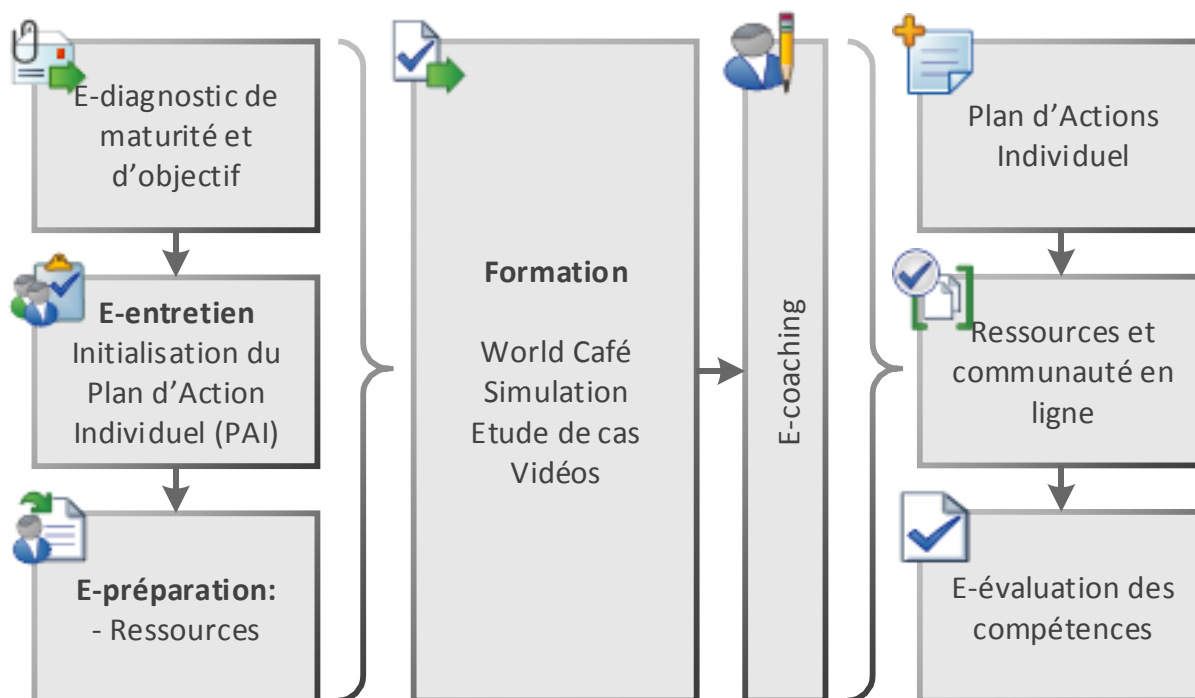 E-diagnostic de
maturité et
d’objectif
E-entretien
Initialisation du
Plan d’Action
Individuel (PAI)
E-préparation:
- Ressources
Formation
World Café
Simulation
Etude de cas
Vidéos
E-coaching
Plan d’Actions
Individuel
Ressources et
communauté en
ligne
E-évaluation des
compétences